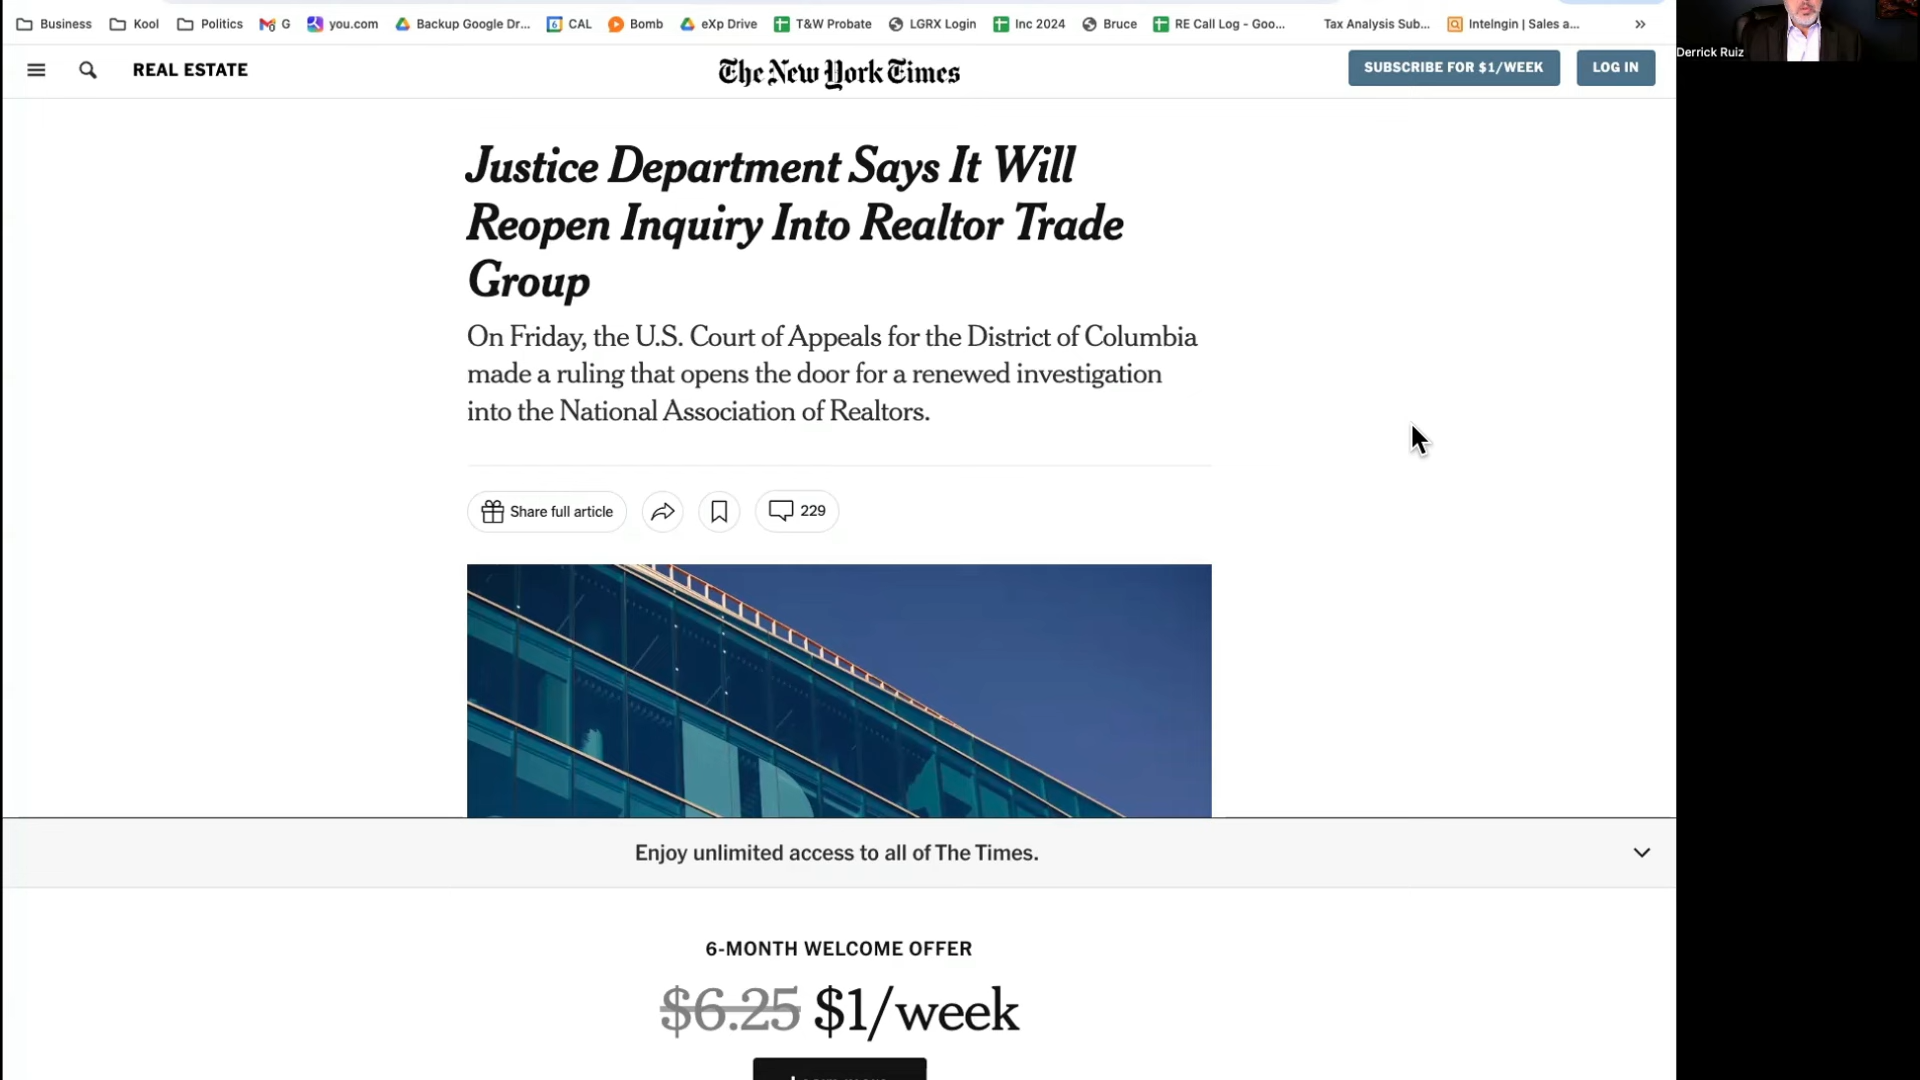 Business Kool Politics G you.com Backup Google Dr... CAL Bomb eXp Drive T&W Probate LGRX Login Inc 2024 Bruce RE Call Log - Goo... Tax Analysis Sub... Intelngin | Sales a... »
REAL ESTATE The New York Times SUBSCRIBE FOR $1/WEEK LOG IN
Derrick Ruiz
Justice Department Says It Will
Reopen Inquiry Into Realtor Trade
Group
On Friday, the U.S. Court of Appeals for the District of Columbia
made a ruling that opens the door for a renewed investigation
into the National Association of Realtors.
Share full article 229
Enjoy unlimited access to all of The Times.
6-MONTH WELCOME OFFER
$6.25 $1/week